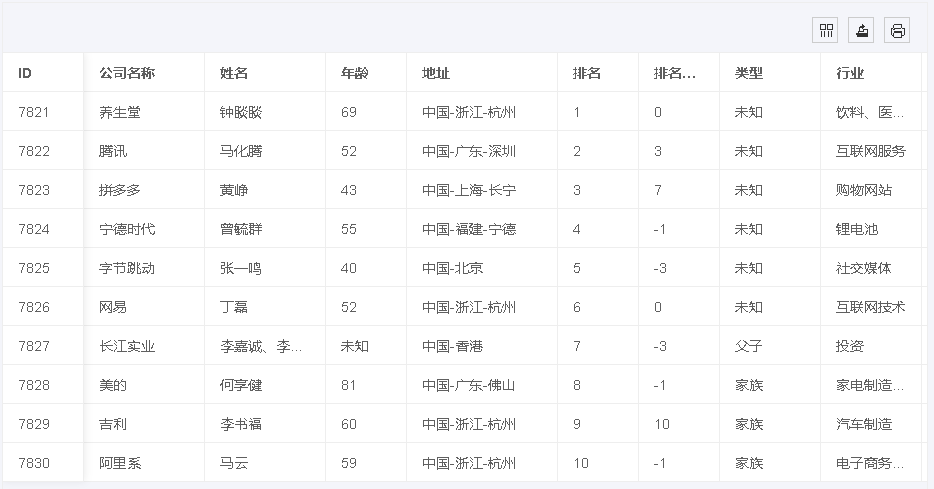 ID 公司名称 姓名 年龄 地址 排名 排名... 类型 行业
7821 养生堂 钟睒睒 69 中国-浙江-杭州 1 0 未知 饮料、医...
7822 腾讯 马化腾 52 中国-广东-深圳 2 3 未知 互联网服务
7823 拼多多 黄峥 43 中国-上海-长宁 3 7 未知 购物网站
7824 宁德时代 曾毓群 55 中国-福建-宁德 4 -1 未知 锂电池
7825 字节跳动 张一鸣 40 中国-北京 5 -3 未知 社交媒体
7826 网易 丁磊 52 中国-浙江-杭州 6 0 未知 互联网技术
7827 长江实业 李嘉诚、李... 未知 中国-香港 7 -3 父子 投资
7828 美的 何享健 81 中国-广东-佛山 8 -1 家族 家电制造...
7829 吉利 李书福 60 中国-浙江-杭州 9 10 家族 汽车制造
7830 阿里系 马云 59 中国-浙江-杭州 10 -1 家族 电子商务...